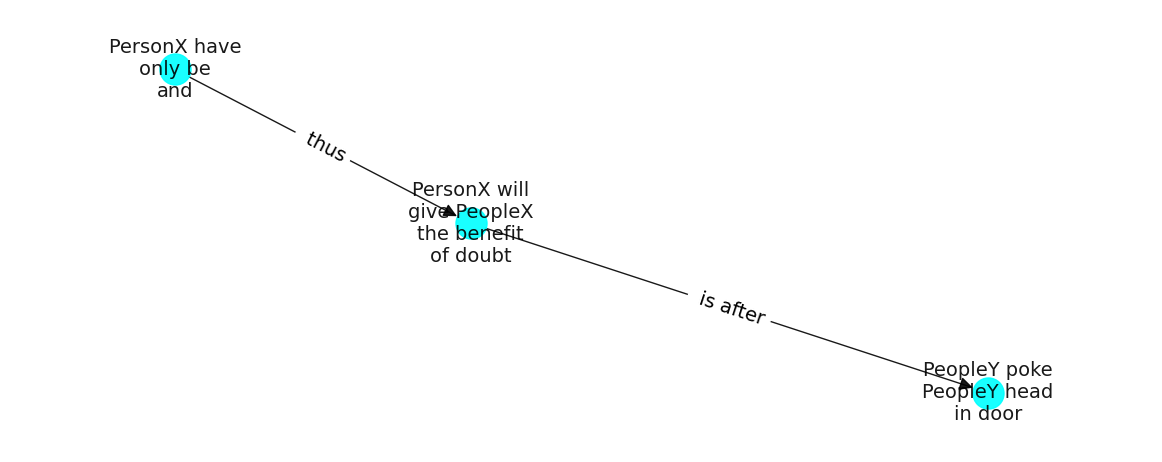 PersonX have
only be
and
thus
PersonX will
give PeopleX
the benefit
of doubt
is after
PeopleY poke
PeopleY head
in door